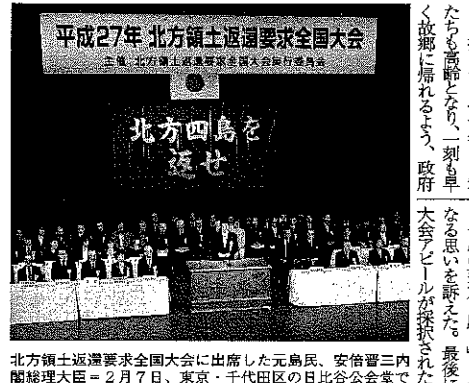 平成27年 北方領土返還要求全国大会
主催 北方領土返還要求全国大会実行委員会
北方四島を
返せ
北方領土返還要求全国大会に出席した元島民、安倍晋三内
閣総理大臣=2月7日、東京・千代田区の日比谷公会堂で
たちも高齢となり、一刻も早
く故郷に帰れるよう、政府
なる思いを訴えた。最後に
大会アピールが採択された